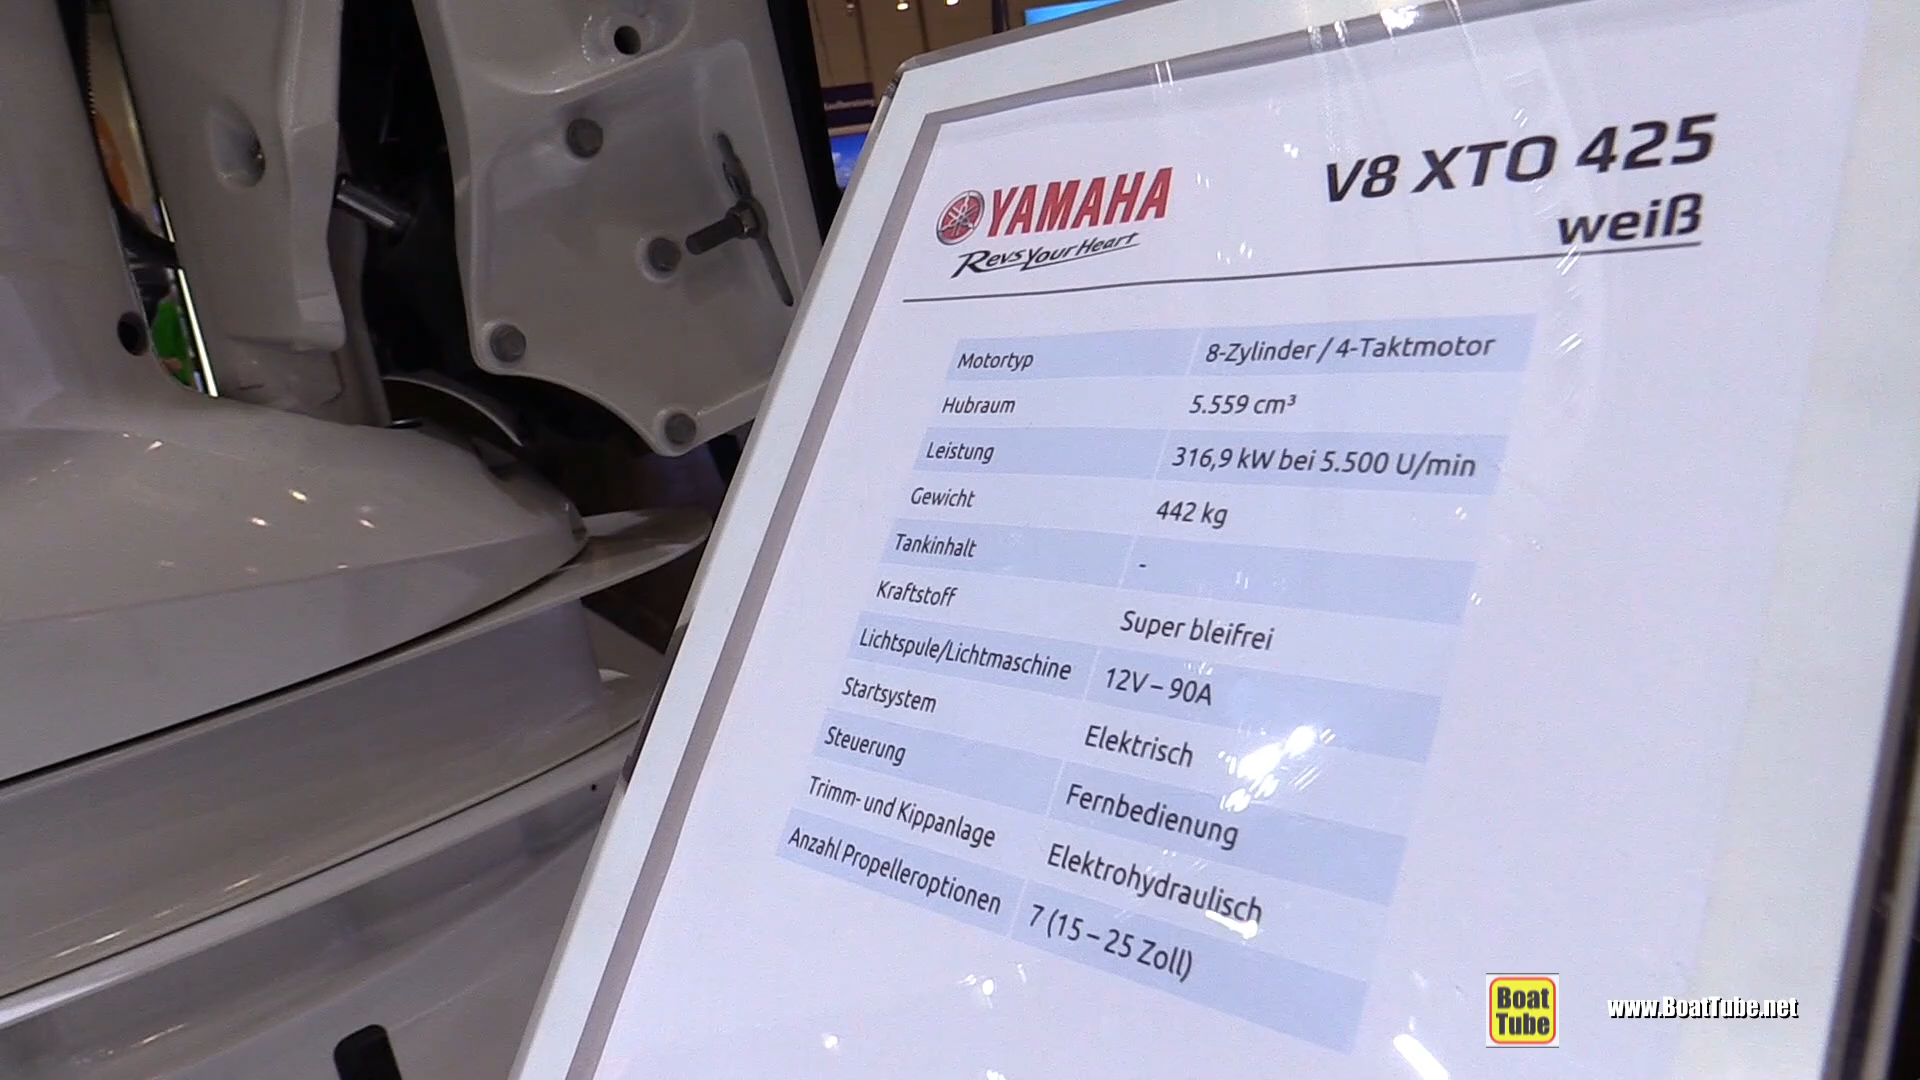 YAMAHA
Revs Your Heart
V8 XTO 425
weiß
Motortyp 8-Zylinder / 4-Taktmotor
Hubraum 5.559 cm³
Leistung 316,9 kW bei 5.500 U/min
Gewicht 442 kg
Tankinhalt -
Kraftstoff Super bleifrei
Lichtspule/Lichtmaschine 12V – 90A
Startsystem Elektrisch
Steuerung Fernbedienung
Trimm- und Kippanlage Elektrohydraulisch
Anzahl Propelleroptionen 7 (15 – 25 Zoll)
Boat
Tube
www.BoatTube.net